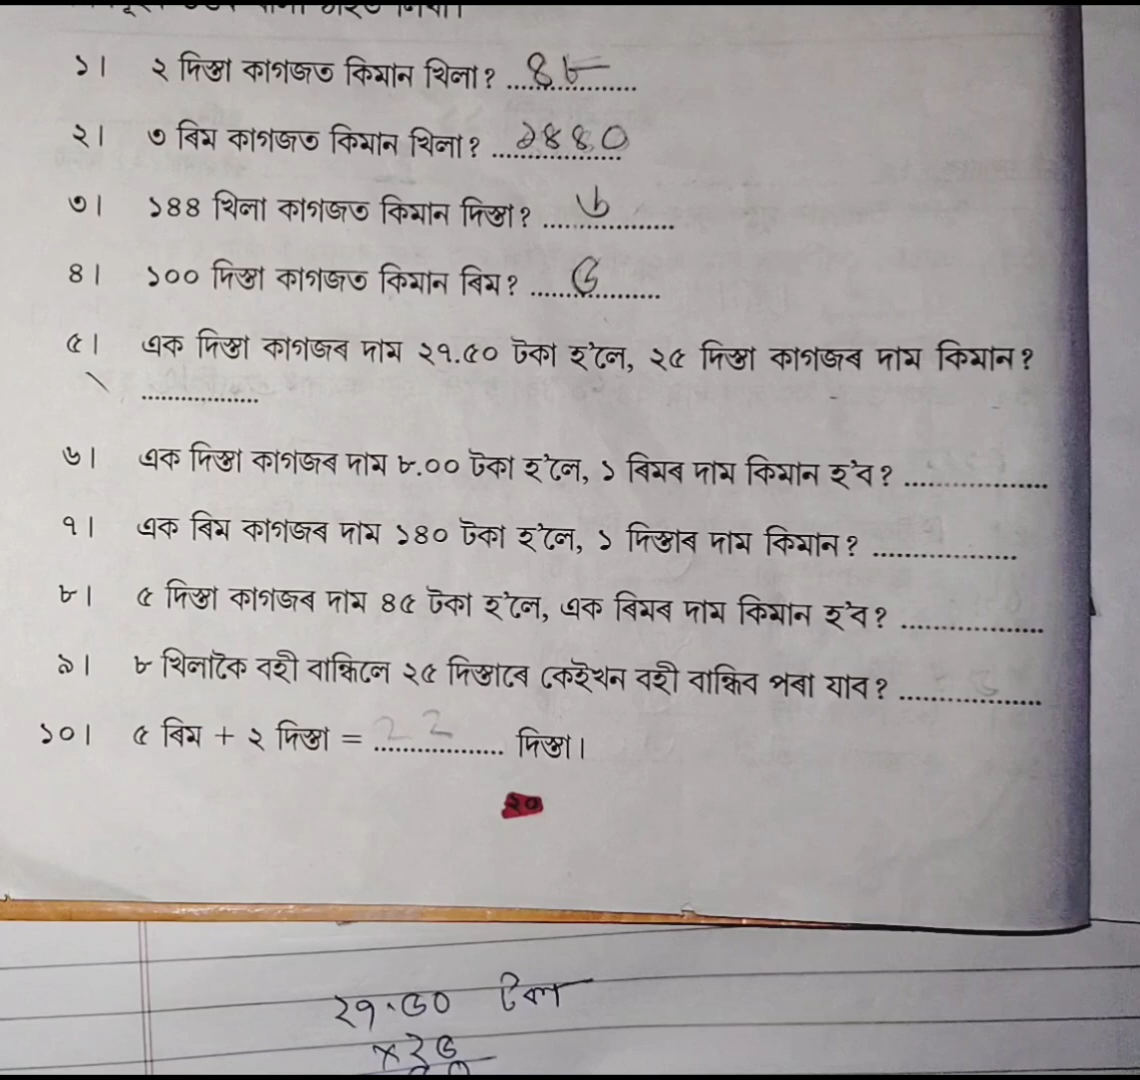 ১। ২ দিস্তা কাগজত কিমান খিলা? ৪৮
২। ৩ ৰিম কাগজত কিমান খিলা? ১৪৪০
৩। ১৪৪ খিলা কাগজত কিমান দিস্তা? ৬
৪। ১০০ দিস্তা কাগজত কিমান ৰিম? ৫
৫। এক দিস্তা কাগজৰ দাম ২৭.৫০ টকা হ’লে, ২৫ দিস্তা কাগজৰ দাম কিমান?
..................
৬। এক দিস্তা কাগজৰ দাম ৮.০০ টকা হ’লে, ১ ৰিমৰ দাম কিমান হ’ব? ......................
৭। এক ৰিম কাগজৰ দাম ১৪০ টকা হ’লে, ১ দিস্তাৰ দাম কিমান? ......................
৮। ৫ দিস্তা কাগজৰ দাম ৪৫ টকা হ’লে, এক ৰিমৰ দাম কিমান হ’ব? ......................
৯। ৮ খিলাকৈ বহী বান্ধিলে ২৫ দিস্তাৰে কেইখন বহী বান্ধিব পৰা যাব? ......................
১০। ৫ ৰিম + ২ দিস্তা = 22 দিস্তা।
২০
২৭.৫০ টকা
×২৫